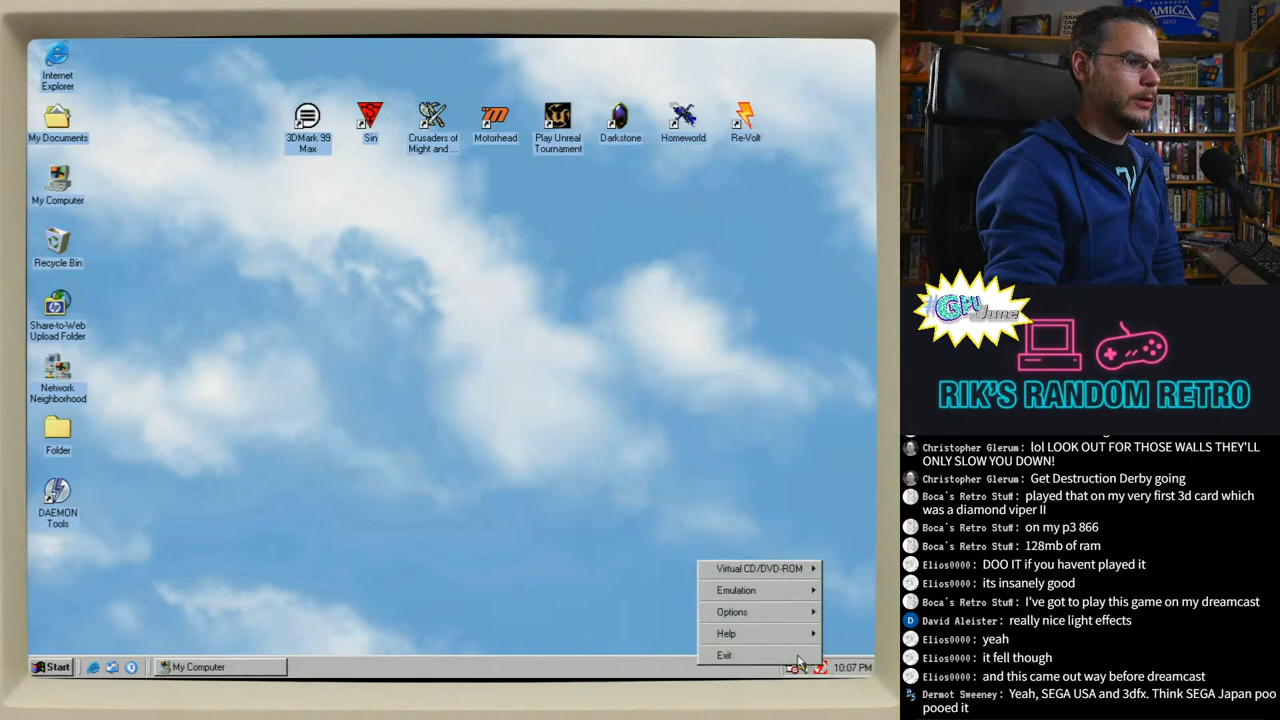 Internet
Explorer
My Documents
My Computer
Recycle Bin
Share-to-Web
Upload Folder
Network
Neighborhood
Folder
DAEMON
Tools
3DMark 99
Max
Sin
Crusaders of
Might and ...
Motorhead
Play Unreal
Tournament
Darkstone
Homeworld
Re-Volt
Virtual CD/DVD-ROM
Emulation
Options
Help
Exit
Start
My Computer
10:07 PM
AMIGA
#GpuJune
RIK'S RANDOM RETRO
Christopher Glerum: lol LOOK OUT FOR THOSE WALLS THEY'LL
ONLY SLOW YOU DOWN!
Christopher Glerum: Get Destruction Derby going
Boca's Retro Stuff: played that on my very first 3d card which
was a diamond viper II
Boca's Retro Stuff: on my p3 866
Boca's Retro Stuff: 128mb of ram
Elios0000: DOO IT if you havent played it
Elios0000: its insanely good
Boca's Retro Stuff: I've got to play this game on my dreamcast
D David Aleister: really nice light effects
Elios0000: yeah
Elios0000: it fell though
Elios0000: and this came out way before dreamcast
Dermot Sweeney: Yeah, SEGA USA and 3dfx. Think SEGA Japan poo
pooed it